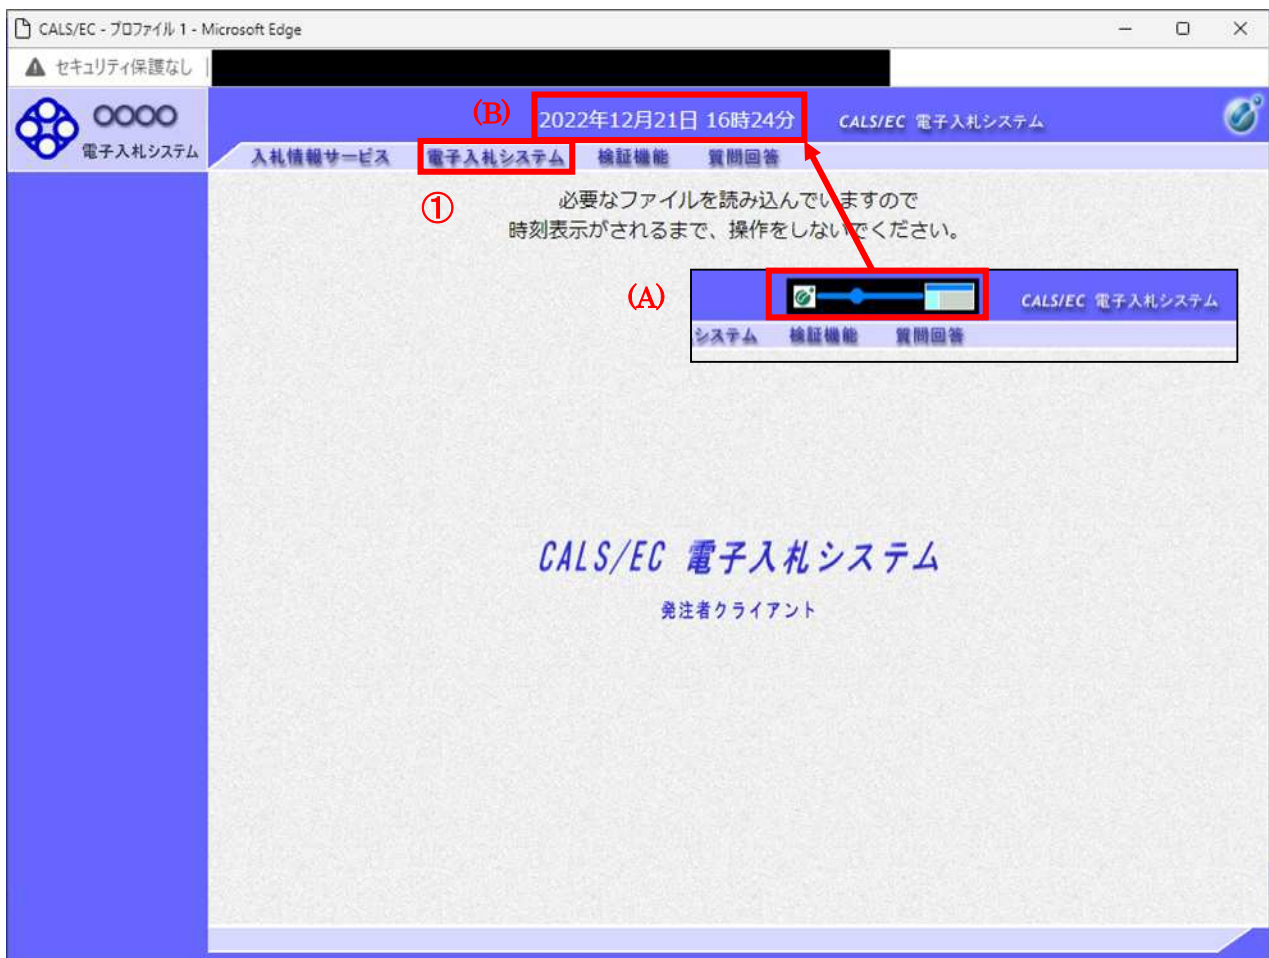 CALS/EC - プロファイル 1 - Microsoft Edge
セキュリティ保護なし
○○○○
電子入札システム
(B)
2022年12月21日 16時24分
CALS/EC 電子入札システム
入札情報サービス 電子入札システム 検証機能 質問回答
①
必要なファイルを読み込んでいますので
時刻表示がされるまで、操作をしないでください。
(A)
CALS/EC 電子入札システム
システム 検証機能 質問回答
CALS/EC 電子入札システム
発注者クライアント